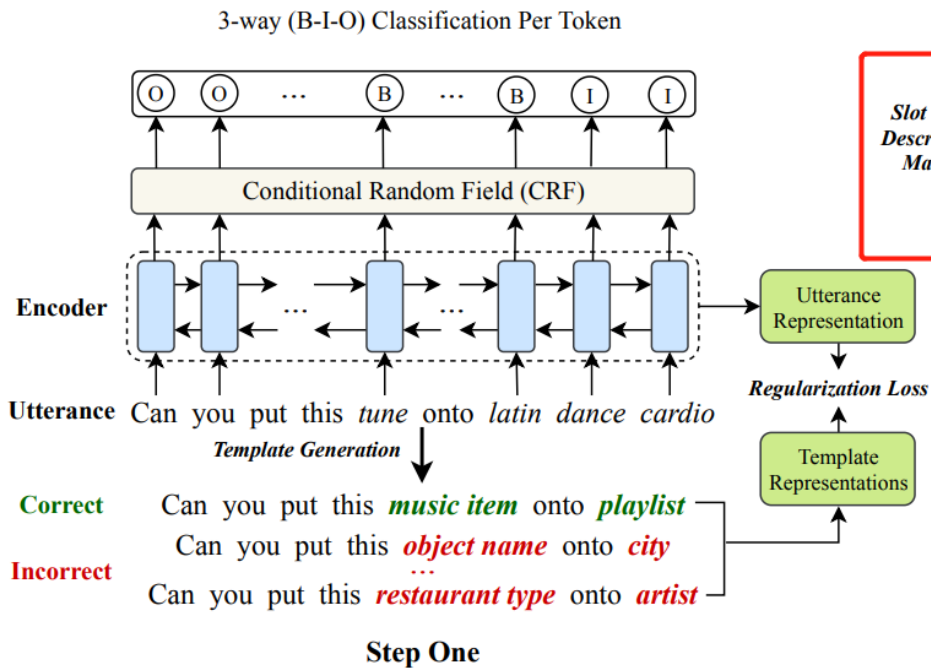 3-way (B-I-O) Classification Per Token
O O ... B ... B I I
Slot
Descr
Ma
Conditional Random Field (CRF)
Encoder
... ...
Utterance
Representation
Regularization Loss
Utterance Can you put this tune onto latin dance cardio
Template Generation
Template
Representations
Correct Can you put this music item onto playlist
Can you put this object name onto city
Incorrect
...
Can you put this restaurant type onto artist
Step One